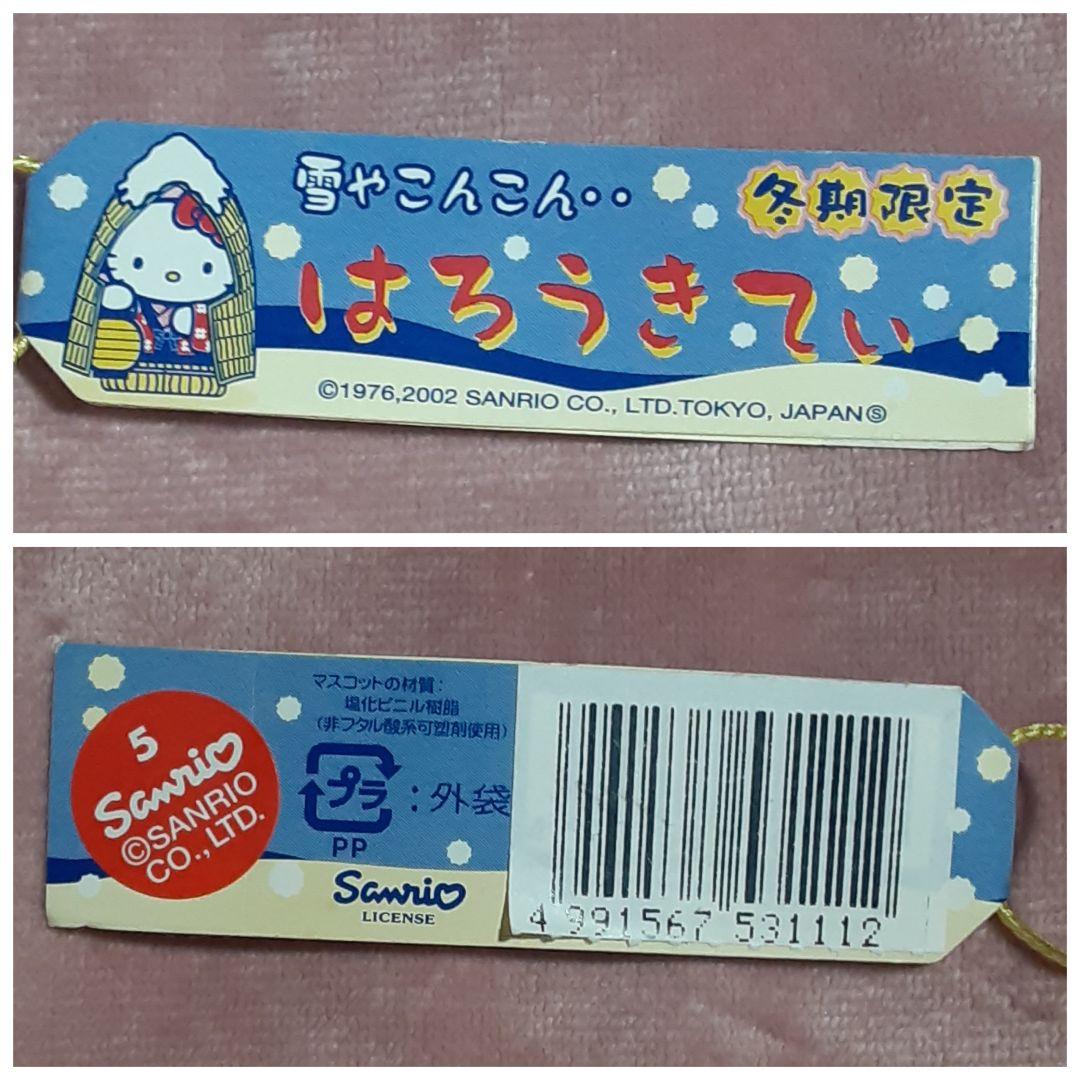 雪やこんこん・・
冬期限定
はろうきてぃ
©1976,2002 SANRIO CO., LTD.TOKYO, JAPANⓈ
5
Sanrio
©SANRIO
CO., LTD.
マスコットの材質:
塩化ビニル樹脂
(非フタル酸系可塑剤使用)
プラ:外袋
PP
Sanrio
LICENSE
4 991567 531112